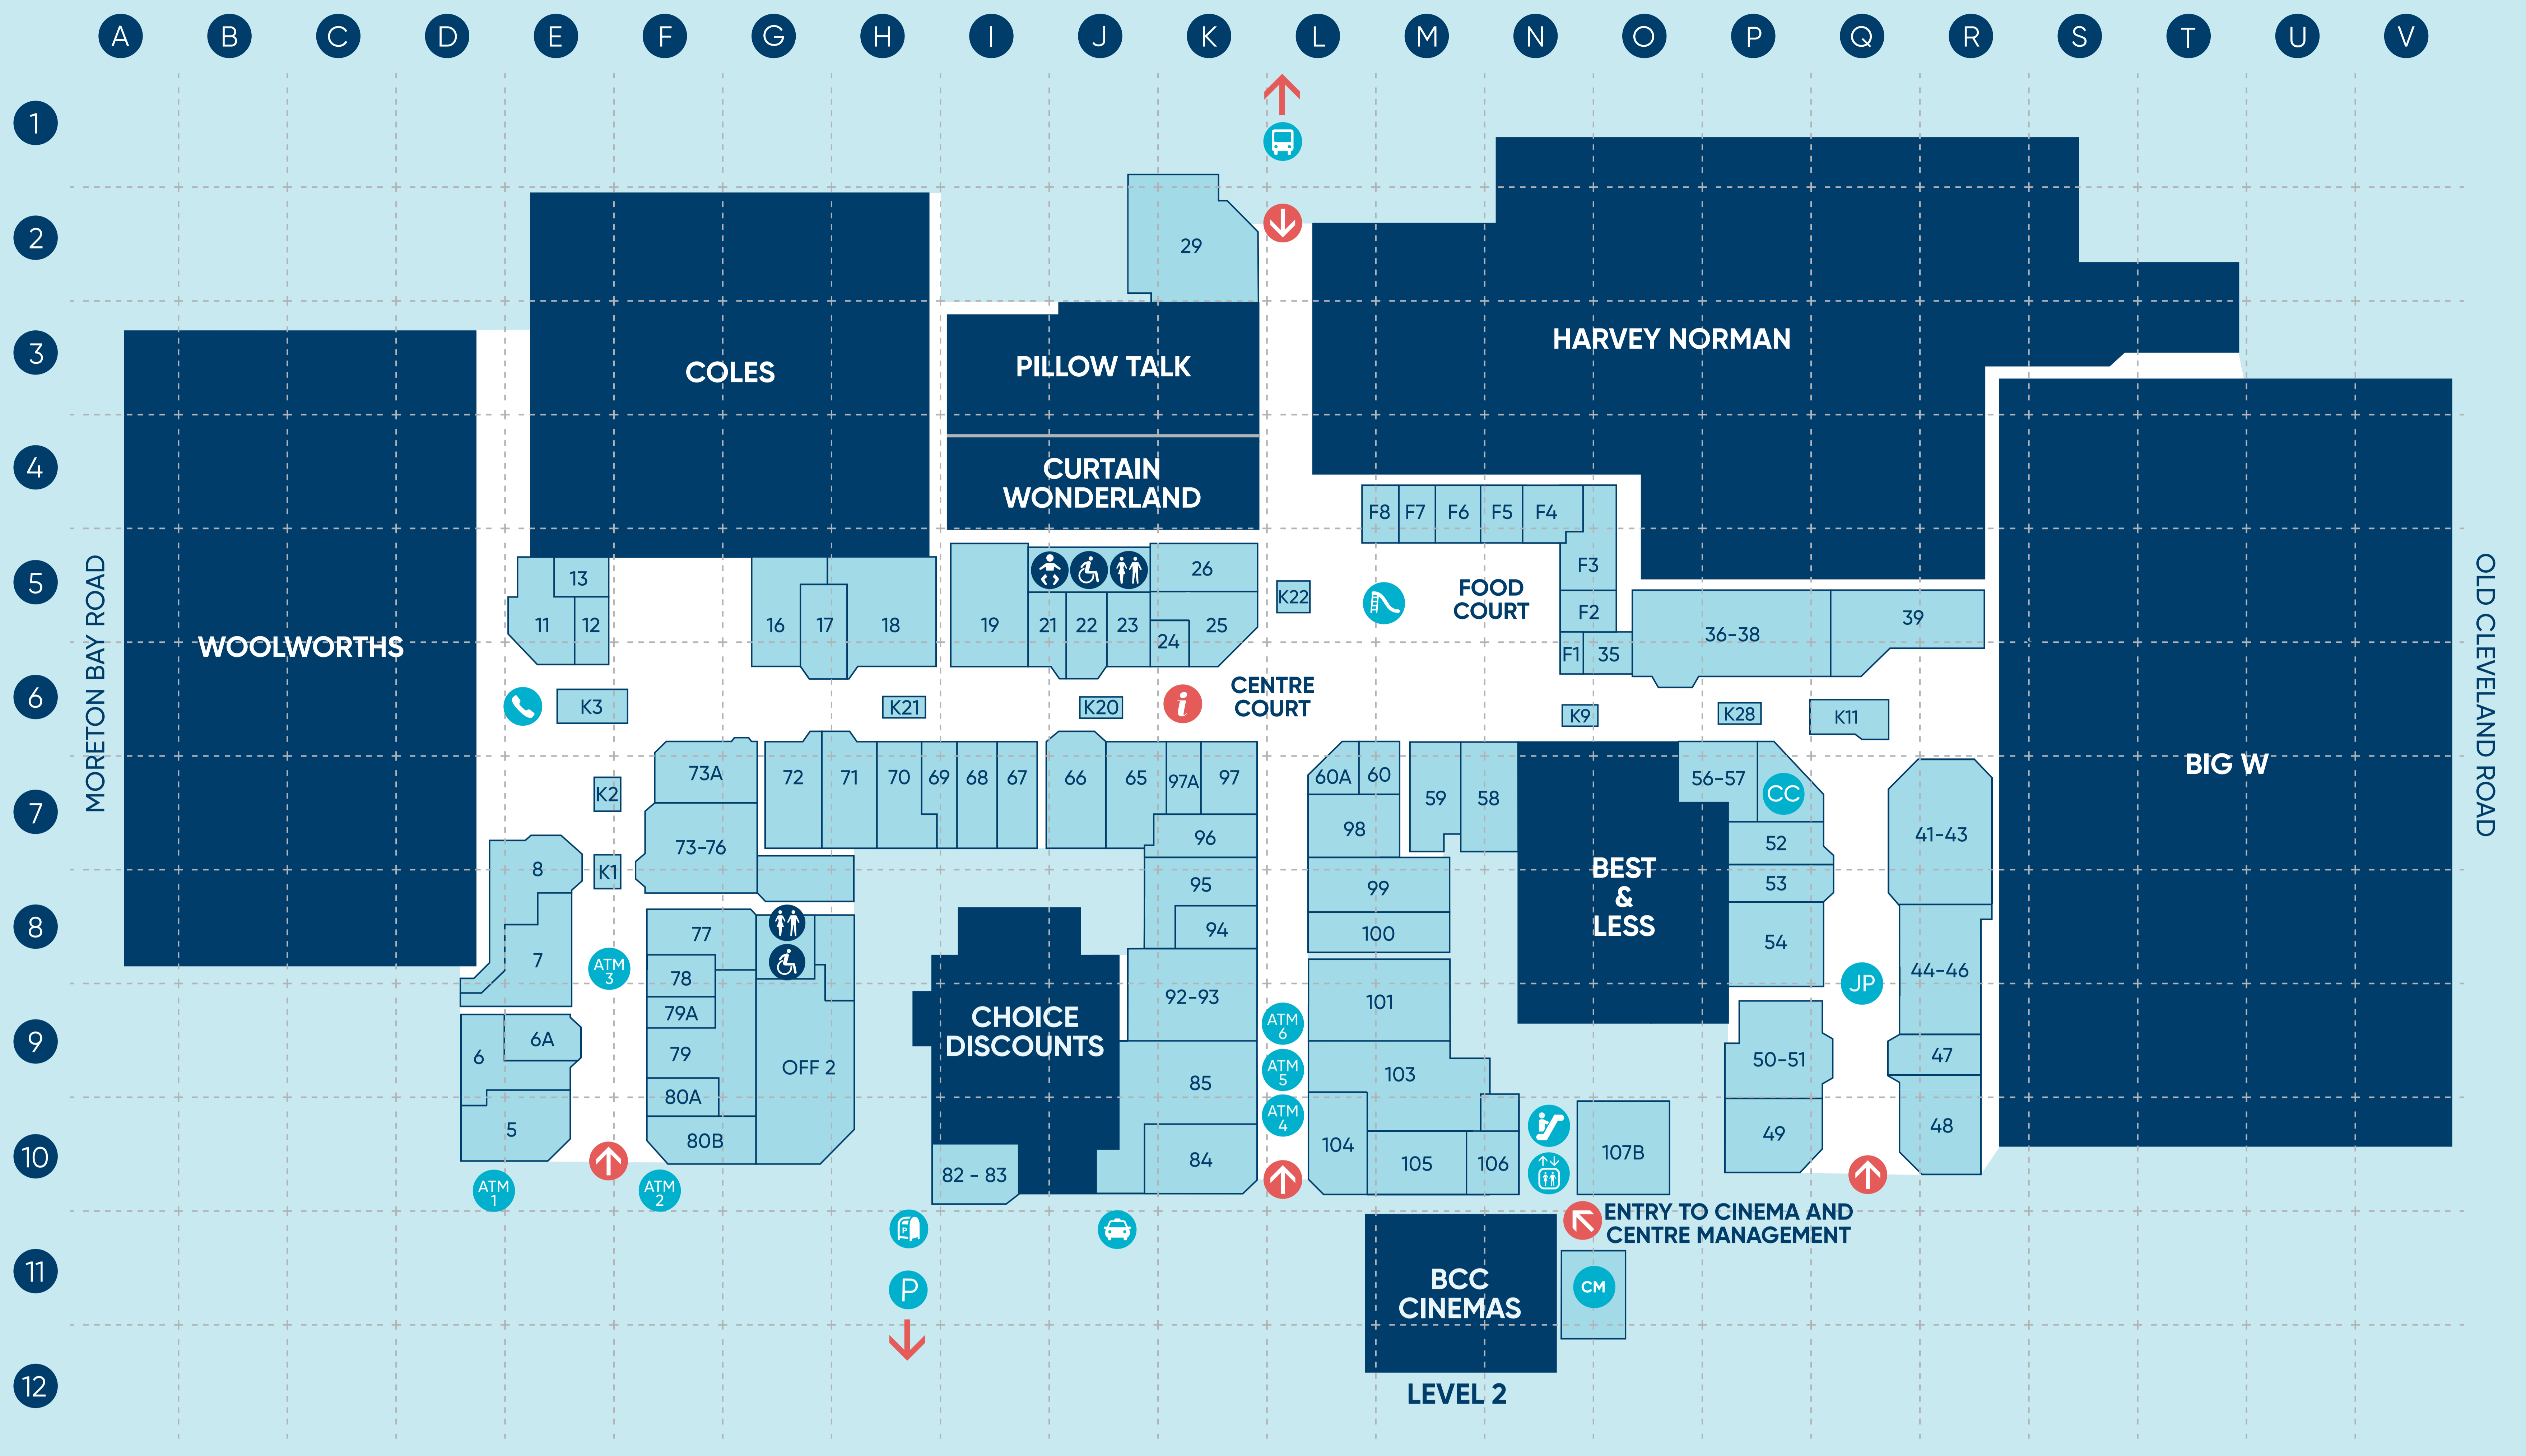 A B C D E F G H I J K L M N O P Q R S T U V
1
2
29
3
HARVEY NORMAN
PILLOW TALK
COLES
4
CURTAIN
WONDERLAND
F8 F7 F6 F5 F4
5
F3
26
13
FOOD
COURT
K22
F2
39
11 12
16 17 18
19 21 22 23 25
24
36-38
F1 35
WOOLWORTHS
6
CENTRE
COURT
i
K3
K21
K20
K9
K28
K11
MORETON BAY ROAD
OLD CLEVELAND ROAD
BIG W
7
73A
72 71 70 69 68 67
66 65 97A 97
60A 60
59 58
56-57
CC
K2
98
96
52
41-43
73-76
8
K1
95
99
53
BEST
&
LESS
8
77
94
100
54
7
ATM
3
78
44-46
JP
92-93
101
79A
CHOICE
DISCOUNTS
ATM
6
9
6A
6
79
OFF 2
47
50-51
ATM
5
85
103
80A
ATM
4
5
80B
10
104
105
106
107B
49
48
84
82 - 83
ATM
1
ATM
2
ENTRY TO CINEMA AND
CENTRE MANAGEMENT
P
11
BCC
CINEMAS
CM
P
12
LEVEL 2